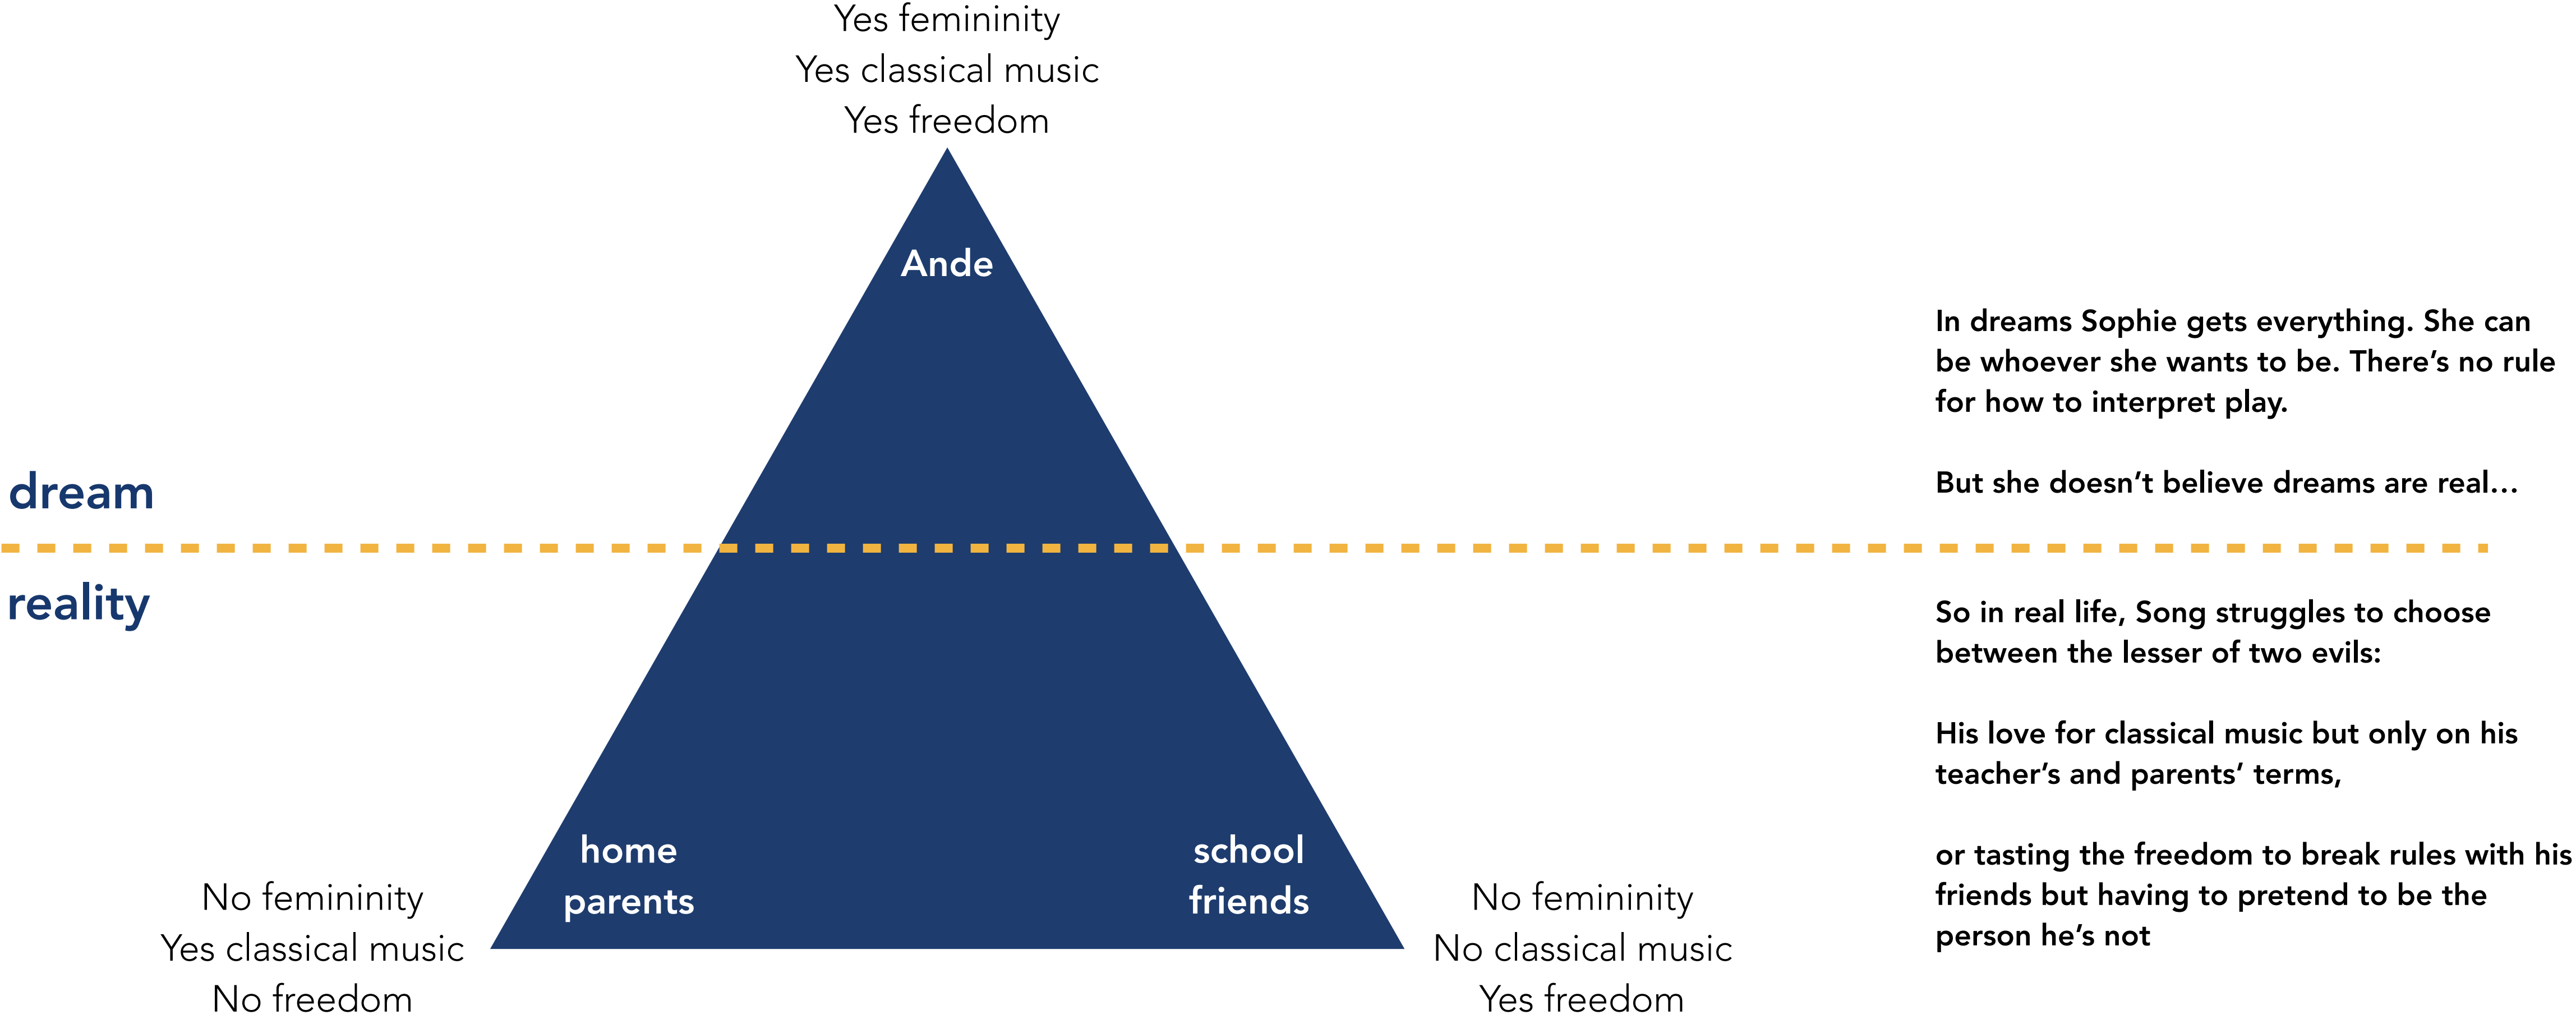 Yes femininity
Yes classical music
Yes freedom
Ande
In dreams Sophie gets everything. She can
be whoever she wants to be. There’s no rule
for how to interpret play.
But she doesn’t believe dreams are real…
dream
reality
So in real life, Song struggles to choose
between the lesser of two evils:
His love for classical music but only on his
teacher’s and parents’ terms,
or tasting the freedom to break rules with his
friends but having to pretend to be the
person he’s not
home
parents
school
friends
No femininity
Yes classical music
No freedom
No femininity
No classical music
Yes freedom